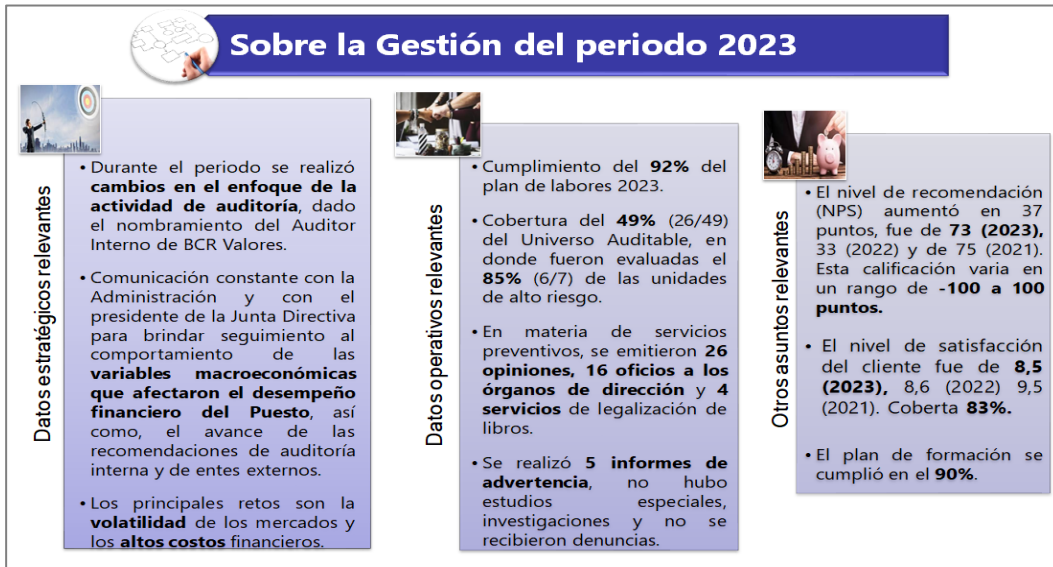 Sobre la Gestión del periodo 2023
Datos estratégicos relevantes
• Durante el periodo se realizó
cambios en el enfoque de la
actividad de auditoría, dado
el nombramiento del Auditor
Interno de BCR Valores.
• Comunicación constante con la
Administración y con el
presidente de la Junta Directiva
para brindar seguimiento al
comportamiento de las
variables macroeconómicas
que afectaron el desempeño
financiero del Puesto, así
como, el avance de las
recomendaciones de auditoría
interna y de entes externos.
• Los principales retos son la
volatilidad de los mercados y
los altos costos financieros.
Datos operativos relevantes
• Cumplimiento del 92% del
plan de labores 2023.
• Cobertura del 49% (26/49)
del Universo Auditable, en
donde fueron evaluadas el
85% (6/7) de las unidades
de alto riesgo.
• En materia de servicios
preventivos, se emitieron 26
opiniones, 16 oficios a los
órganos de dirección y 4
servicios de legalización de
libros.
• Se realizó 5 informes de
advertencia, no hubo
estudios especiales,
investigaciones y no se
recibieron denuncias.
Otros asuntos relevantes
• El nivel de recomendación
(NPS) aumentó en 37
puntos, fue de 73 (2023),
33 (2022) y de 75 (2021).
Esta calificación varia en
un rango de -100 a 100
puntos.
• El nivel de satisfacción
del cliente fue de 8,5
(2023), 8,6 (2022) 9,5
(2021). Coberta 83%.
• El plan de formación se
cumplió en el 90%.